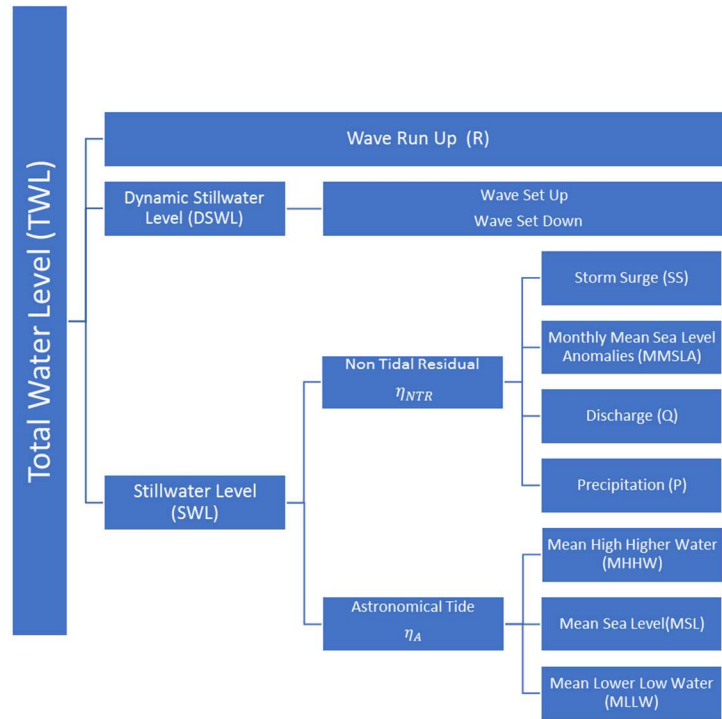 Total Water Level (TWL)
Wave Run Up (R)
Dynamic Stillwater
Level (DSWL)
Wave Set Up
Wave Set Down
Stillwater Level
(SWL)
Non Tidal Residual
η_NTR
Storm Surge (SS)
Monthly Mean Sea Level
Anomalies (MMSLA)
Discharge (Q)
Precipitation (P)
Astronomical Tide
η_A
Mean High Higher Water
(MHHW)
Mean Sea Level(MSL)
Mean Lower Low Water
(MLLW)